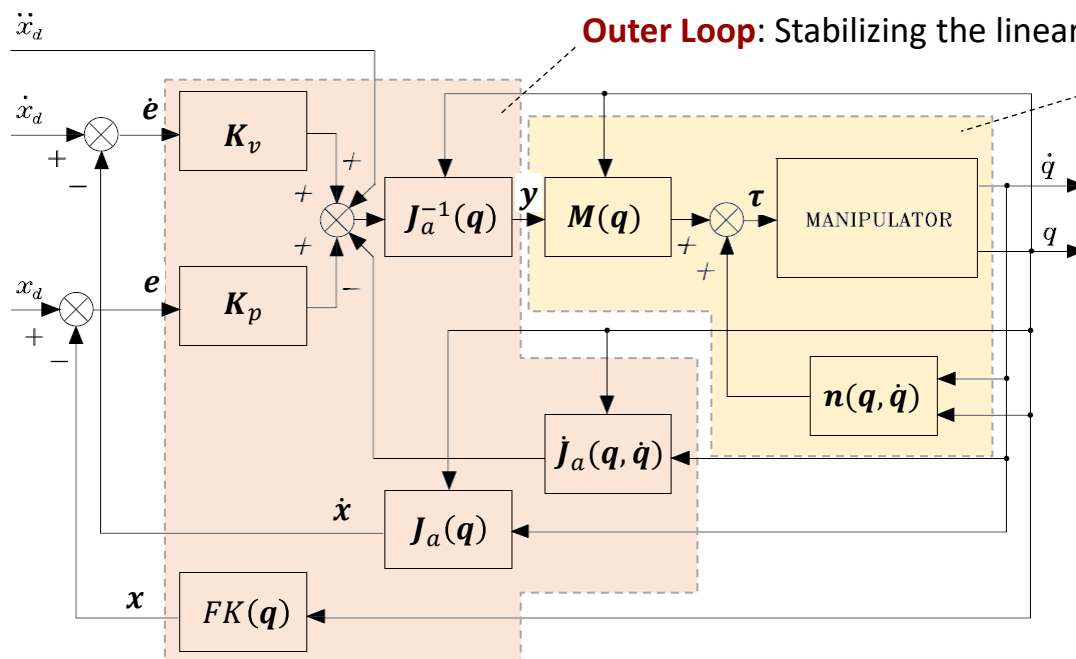 ẍ_d
Outer Loop: Stabilizing the linear
ẋ_d
+
−
ė
K_v
+
+
+
−
J_a^{-1}(q)
y
M(q)
+
+
τ
MANIPULATOR
q̇
q
x_d
+
−
e
K_p
n(q, q̇)
J̇_a(q, q̇)
ẋ
J_a(q)
x
FK(q)